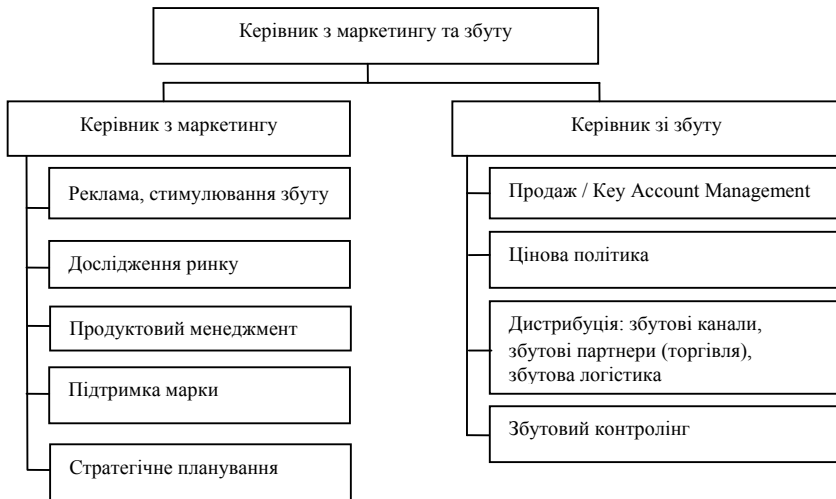 Керівник з маркетингу та збуту
Керівник з маркетингу
Реклама, стимулювання збуту
Дослідження ринку
Продуктовий менеджмент
Підтримка марки
Стратегічне планування
Керівник зі збуту
Продаж / Key Account Management
Цінова політика
Дистрибуція: збутові канали,
збутові партнери (торгівля),
збутова логістика
Збутовий контролінг